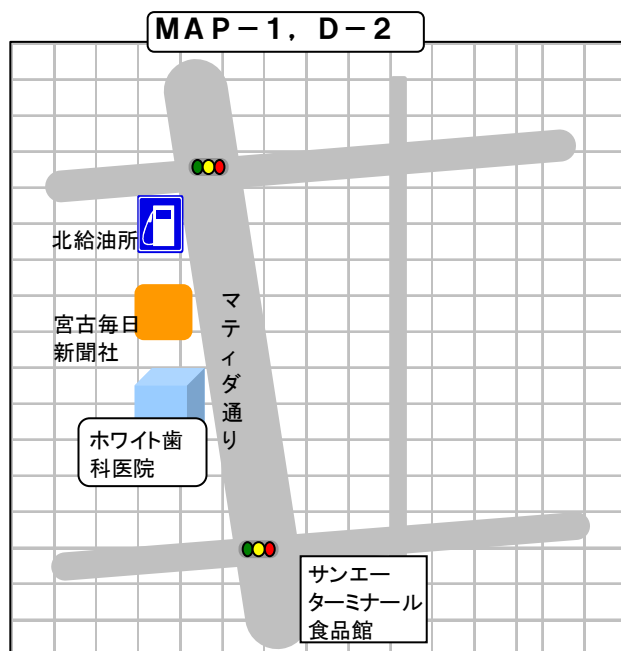 MAP－1，D－2
北給油所
宮古毎日
新聞社
マティダ通り
ホワイト歯
科医院
サンエー
ターミナール
食品館